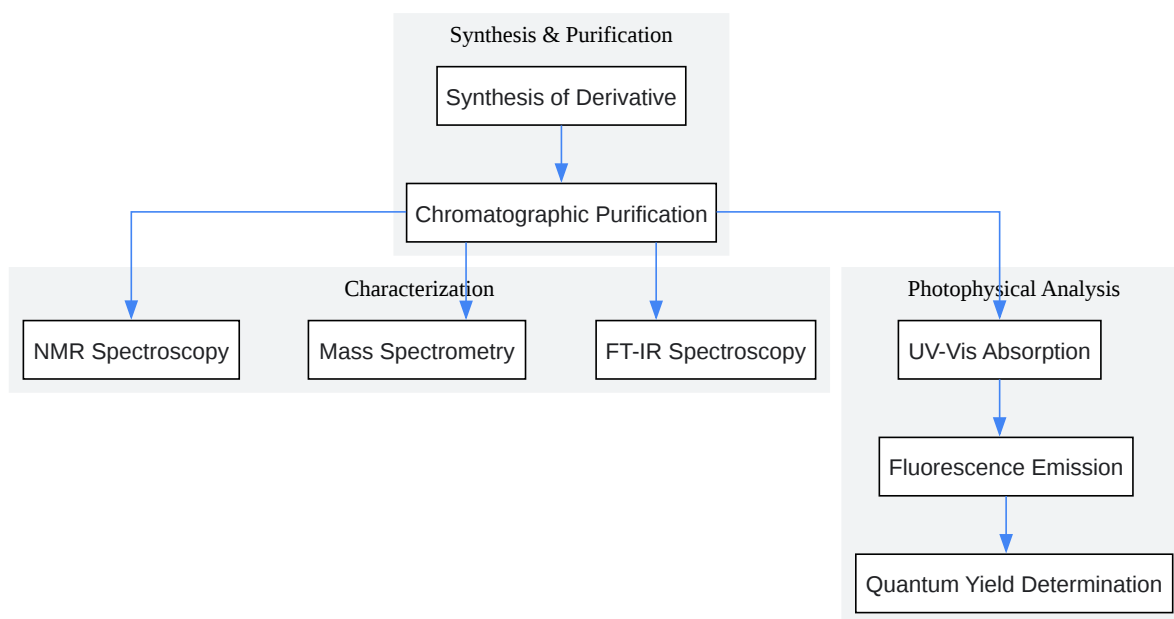 Synthesis & Purification
Synthesis of Derivative
Chromatographic Purification
Characterization
NMR Spectroscopy
Mass Spectrometry
FT-IR Spectroscopy
Photophysical Analysis
UV-Vis Absorption
Fluorescence Emission
Quantum Yield Determination